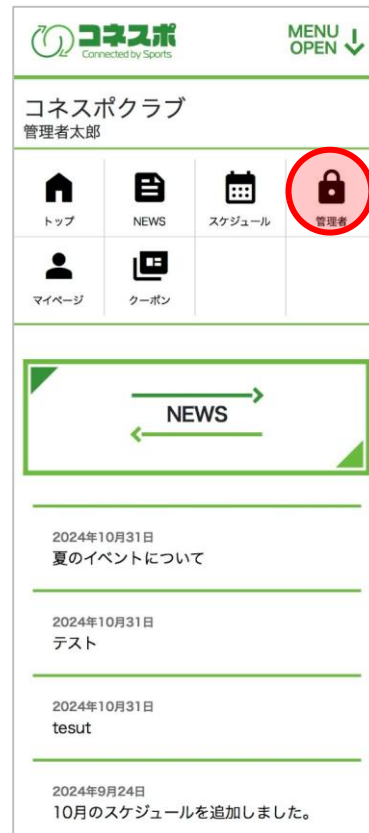 コネスポ
Connected by Sports
MENU
OPEN
コネスポクラブ
管理者太郎
トップ
NEWS
スケジュール
管理者
マイページ
クーポン
NEWS
2024年10月31日
夏のイベントについて
2024年10月31日
テスト
2024年10月31日
tesut
2024年9月24日
10月のスケジュールを追加しました。